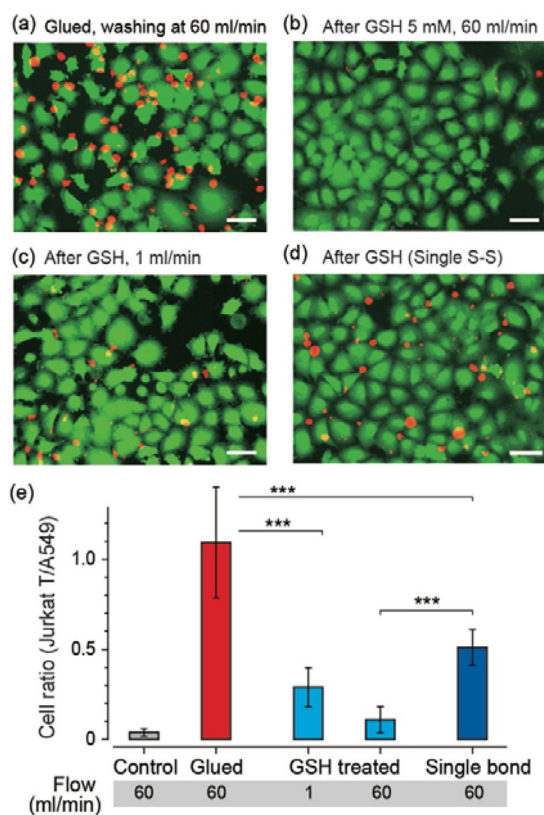 (a) Glued, washing at 60 ml/min
(b) After GSH 5 mM, 60 ml/min
(c) After GSH, 1 ml/min
(d) After GSH (Single S-S)
(e)
Cell ratio (Jurkat T/A549)
***
***
***
1.0
0.5
0
Control Glued GSH treated Single bond
Flow (ml/min) 60 60 1 60 60